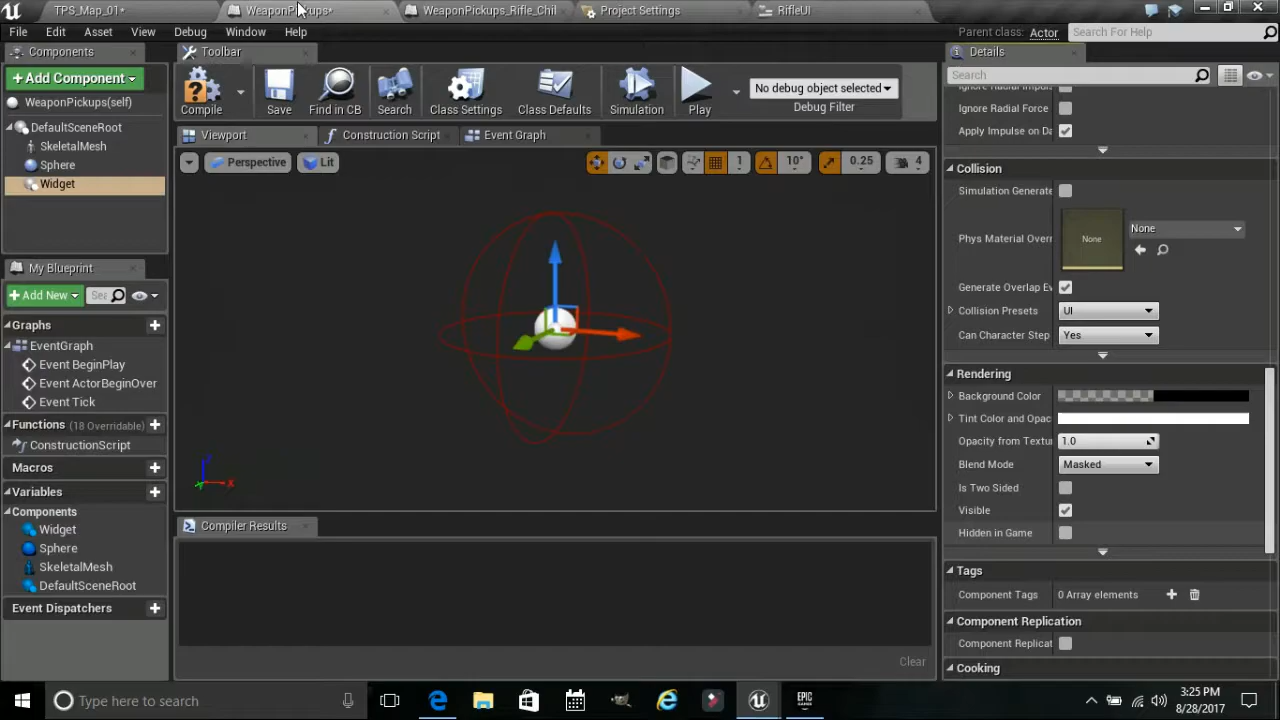 TPS_Map_01*
WeaponPickups*
WeaponPickups_Rifle_Chil
Project Settings
RifleUI
File Edit Asset View Debug Window Help
Parent class: Actor
Search For Help
Components
+Add Component
WeaponPickups(self)
DefaultSceneRoot
SkeletalMesh
Sphere
Widget
My Blueprint
+Add New
Sea
Graphs
EventGraph
Event BeginPlay
Event ActorBeginOver
Event Tick
Functions (18 Overridable)
ConstructionScript
Macros
Variables
Components
Widget
Sphere
SkeletalMesh
DefaultSceneRoot
Event Dispatchers
Toolbar
Compile
Save
Find in CB
Search
Class Settings
Class Defaults
Simulation
Play
No debug object selected
Debug Filter
Viewport
Construction Script
Event Graph
Perspective
Lit
1
10°
0.25
4
Z
X
Y
Compiler Results
Clear
Details
Search
Ignore Radial Impuls
Ignore Radial Force
Apply Impulse on Da
Collision
Simulation Generate
Phys Material Overr
None
None
Generate Overlap Ev
Collision Presets UI
Can Character Step Yes
Rendering
Background Color
Tint Color and Opac
Opacity from Textu 1.0
Blend Mode Masked
Is Two Sided
Visible
Hidden in Game
Tags
Component Tags 0 Array elements
Component Replication
Component Replicat
Cooking
Type here to search
EPIC
GAMES
3:25 PM
8/28/2017